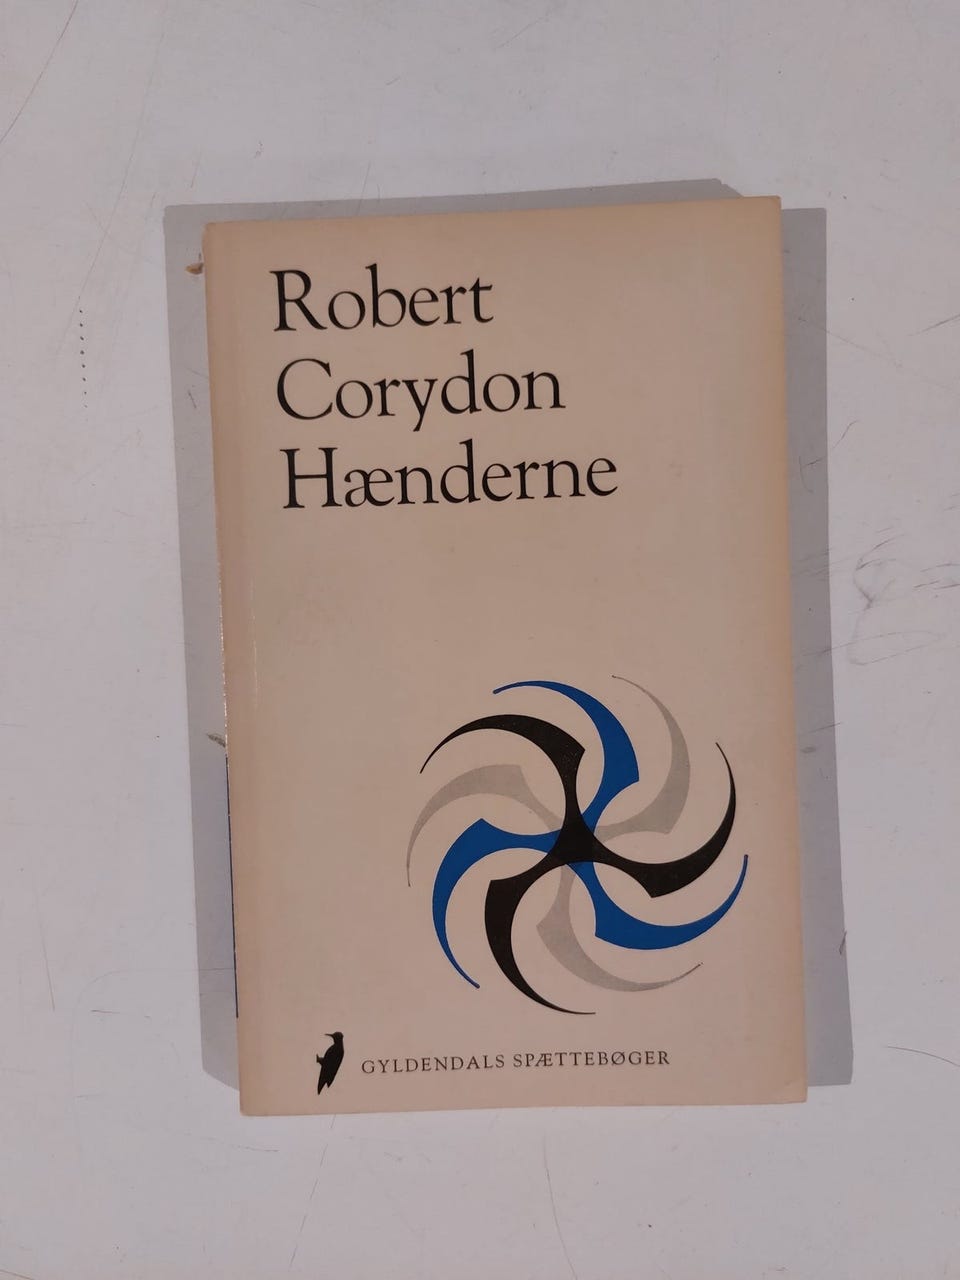 Robert
Corydon
Hænderne
GYLDENDALS SPÆTTEBØGER